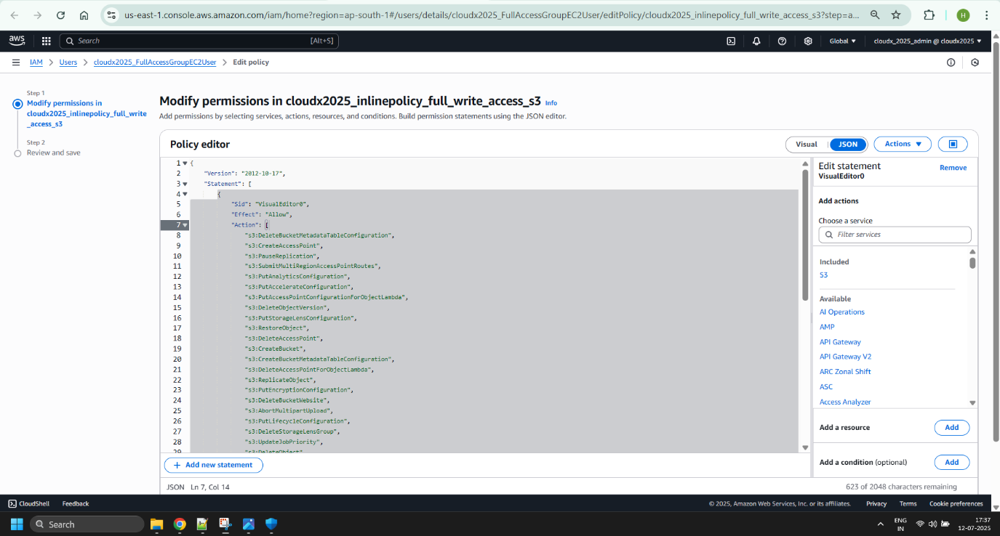 us-east-1.console.aws.amazon.com/iam/home?region=ap-south-1#/users/details/cloudx2025_FullAccessGroupEC2User/editPolicy/cloudx2025_inlinepolicy_full_write_access_s3?step=a...
H
aws
Search
[Alt+S]
Global
cloudx_2025_admin @ cloudx2025
IAM
Users
cloudx2025_FullAccessGroupEC2User
Edit policy
Step 1
Modify permissions in
cloudx2025_inlinepolicy_full_write
_access_s3
Step 2
Review and save
Modify permissions in cloudx2025_inlinepolicy_full_write_access_s3 Info
Add permissions by selecting services, actions, resources, and conditions. Build permission statements using the JSON editor.
Policy editor
Visual
JSON
Actions
1 {
2 "Version": "2012-10-17",
3 "Statement": [
4 {
5 "Sid": "VisualEditor0",
6 "Effect": "Allow",
7 "Action": [
8 "s3:DeleteBucketMetadataTableConfiguration",
9 "s3:CreateAccessPoint",
10 "s3:PauseReplication",
11 "s3:SubmitMultiRegionAccessPointRoutes",
12 "s3:PutAnalyticsConfiguration",
13 "s3:PutAccelerateConfiguration",
14 "s3:PutAccessPointConfigurationForObjectLambda",
15 "s3:DeleteObjectVersion",
16 "s3:PutStorageLensConfiguration",
17 "s3:RestoreObject",
18 "s3:DeleteAccessPoint",
19 "s3:CreateBucket",
20 "s3:CreateBucketMetadataTableConfiguration",
21 "s3:DeleteAccessPointForObjectLambda",
22 "s3:ReplicateObject",
23 "s3:PutEncryptionConfiguration",
24 "s3:DeleteBucketWebsite",
25 "s3:AbortMultipartUpload",
26 "s3:PutLifecycleConfiguration",
27 "s3:DeleteStorageLensGroup",
28 "s3:UpdateJobPriority",
29 "s3:DeleteObject",
+ Add new statement
JSON Ln 7, Col 14
Edit statement
VisualEditor0
Remove
Add actions
Choose a service
Filter services
Included
S3
Available
AI Operations
AMP
API Gateway
API Gateway V2
ARC Zonal Shift
ASC
Access Analyzer
Add a resource
Add
Add a condition (optional)
Add
623 of 2048 characters remaining
CloudShell
Feedback
© 2025, Amazon Web Services, Inc. or its affiliates.
Privacy
Terms
Cookie preferences
Search
ENG
IN
17:37
12-07-2025